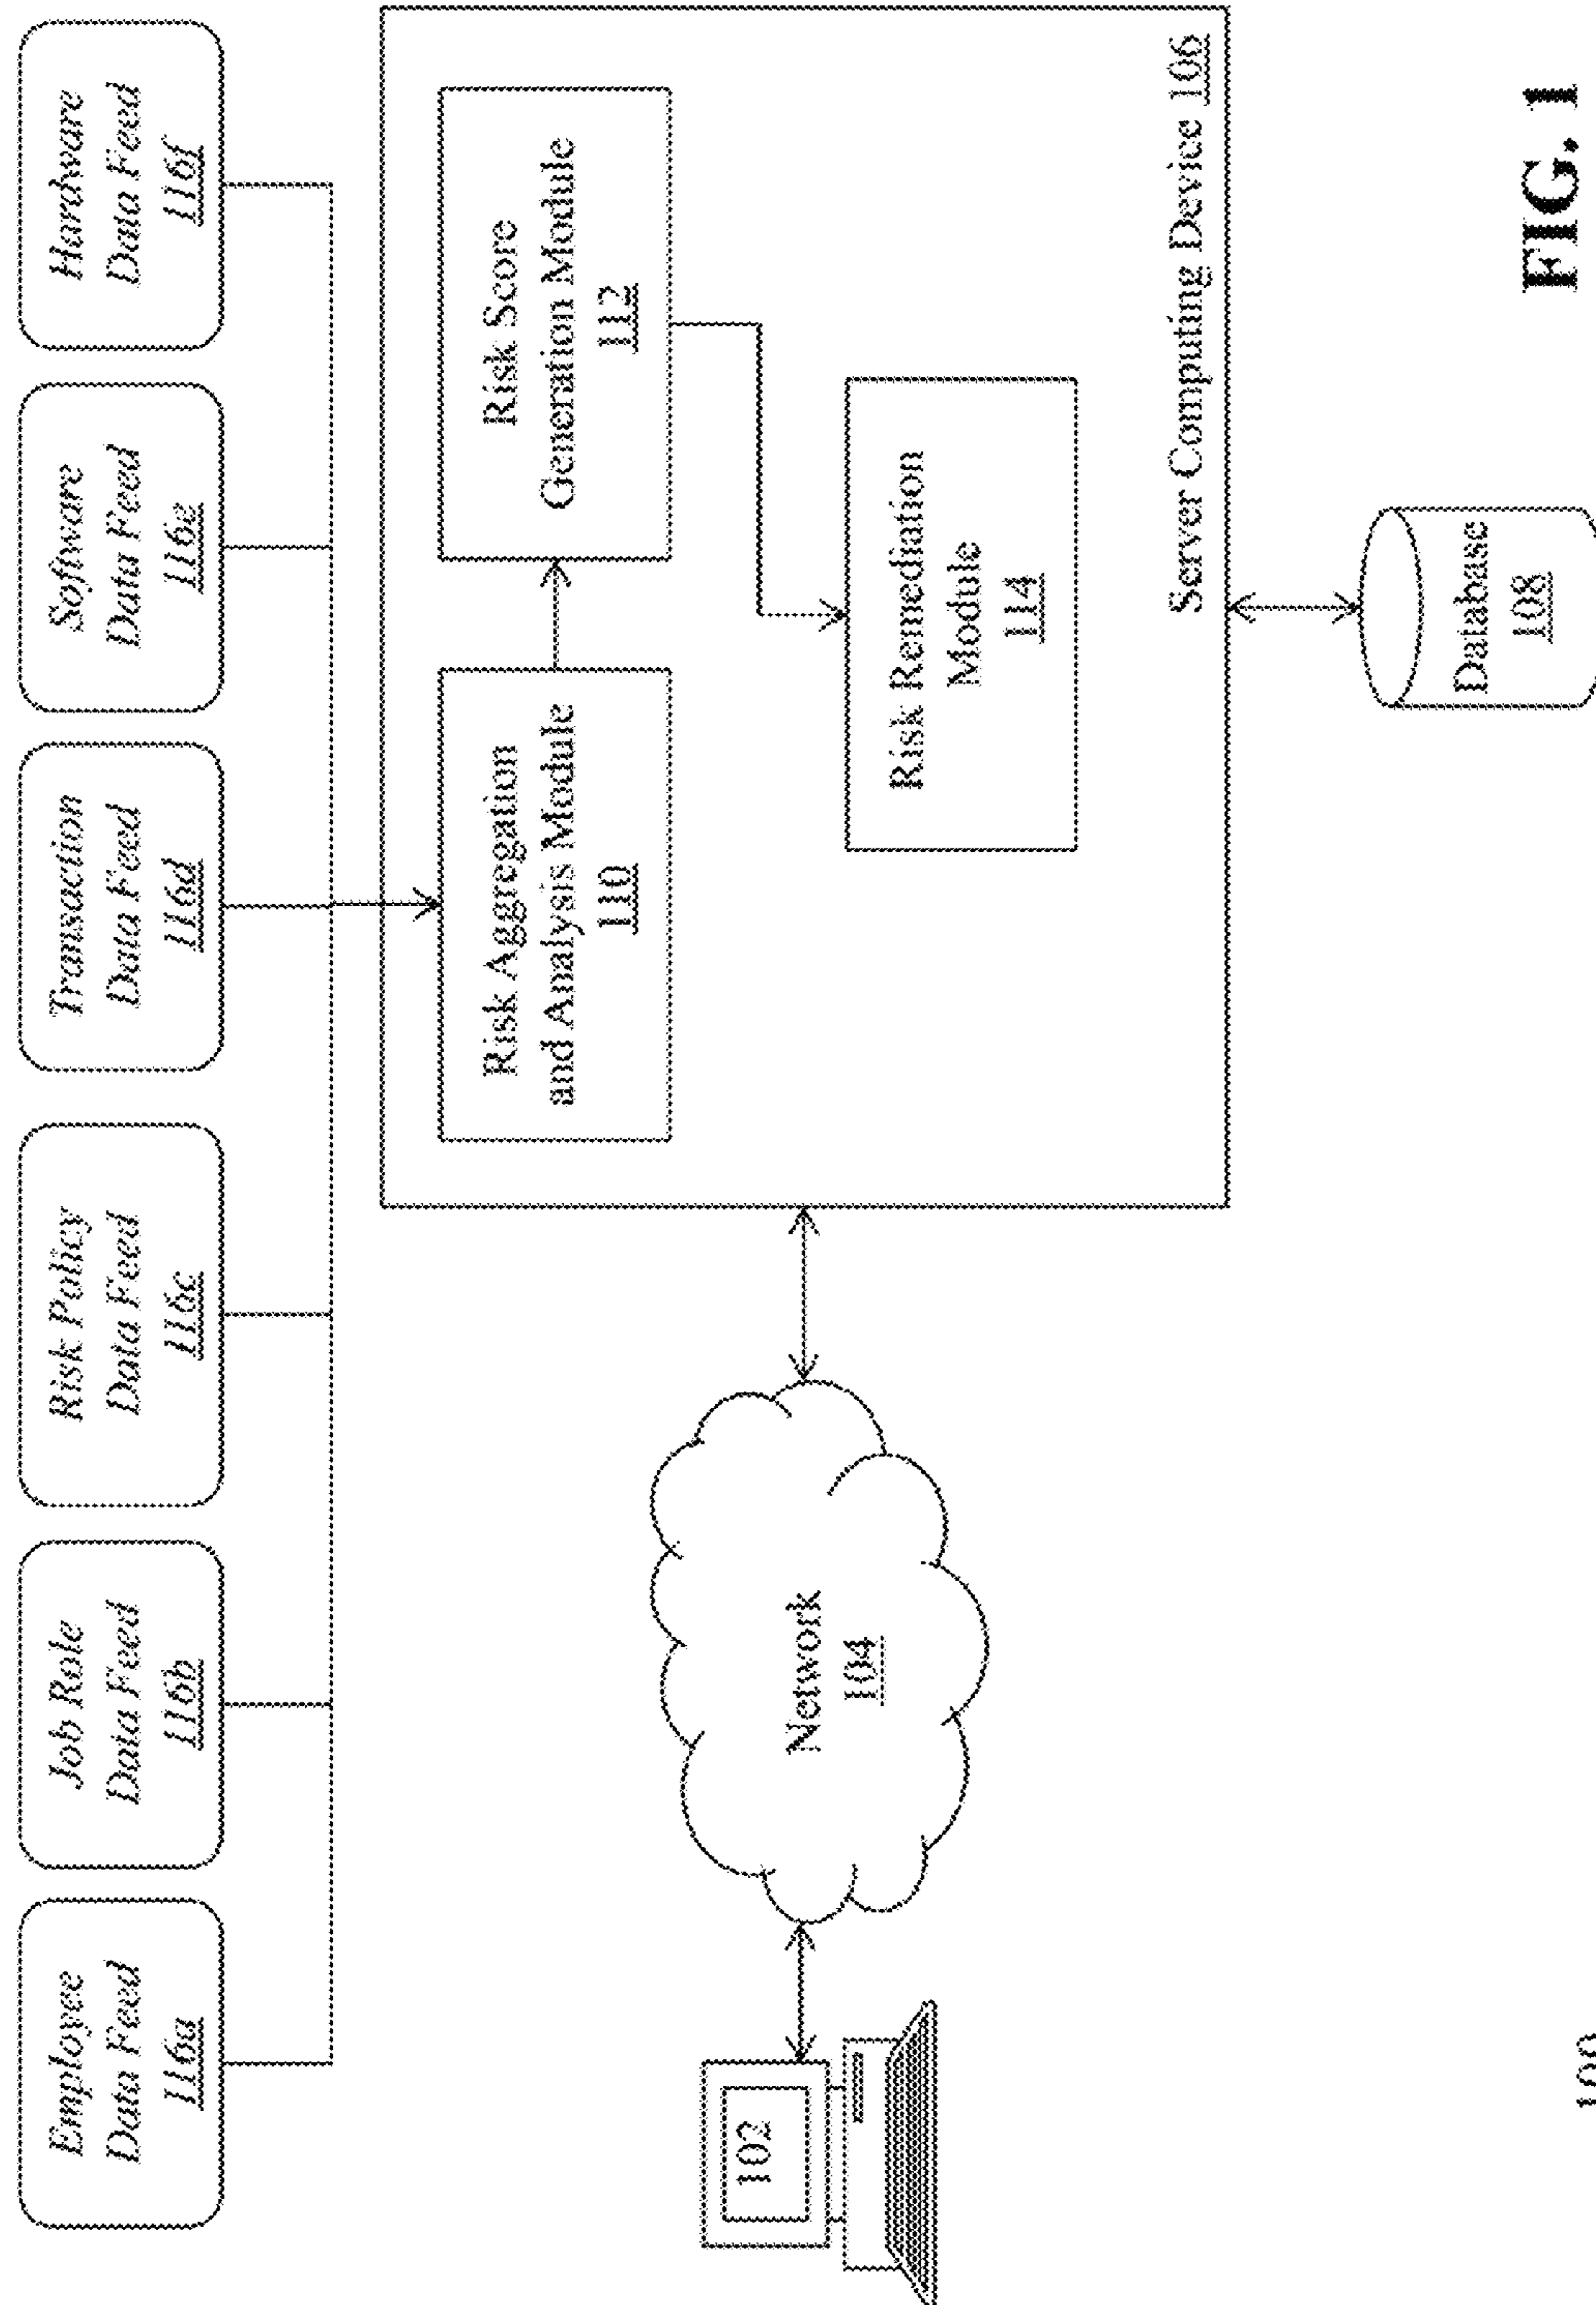 Employee
Data Feed
116a
Job Role
Data Feed
116b
Risk Policy
Data Feed
116c
Transaction
Data Feed
116d
Software
Data Feed
116e
Hardware
Data Feed
116f
Risk Aggregation
and Analysis Module
110
Risk Score
Generation Module
112
Risk Remediation
Module
114
Server Computing Device 106
102
Network
104
Database
108
100
FIG. 1